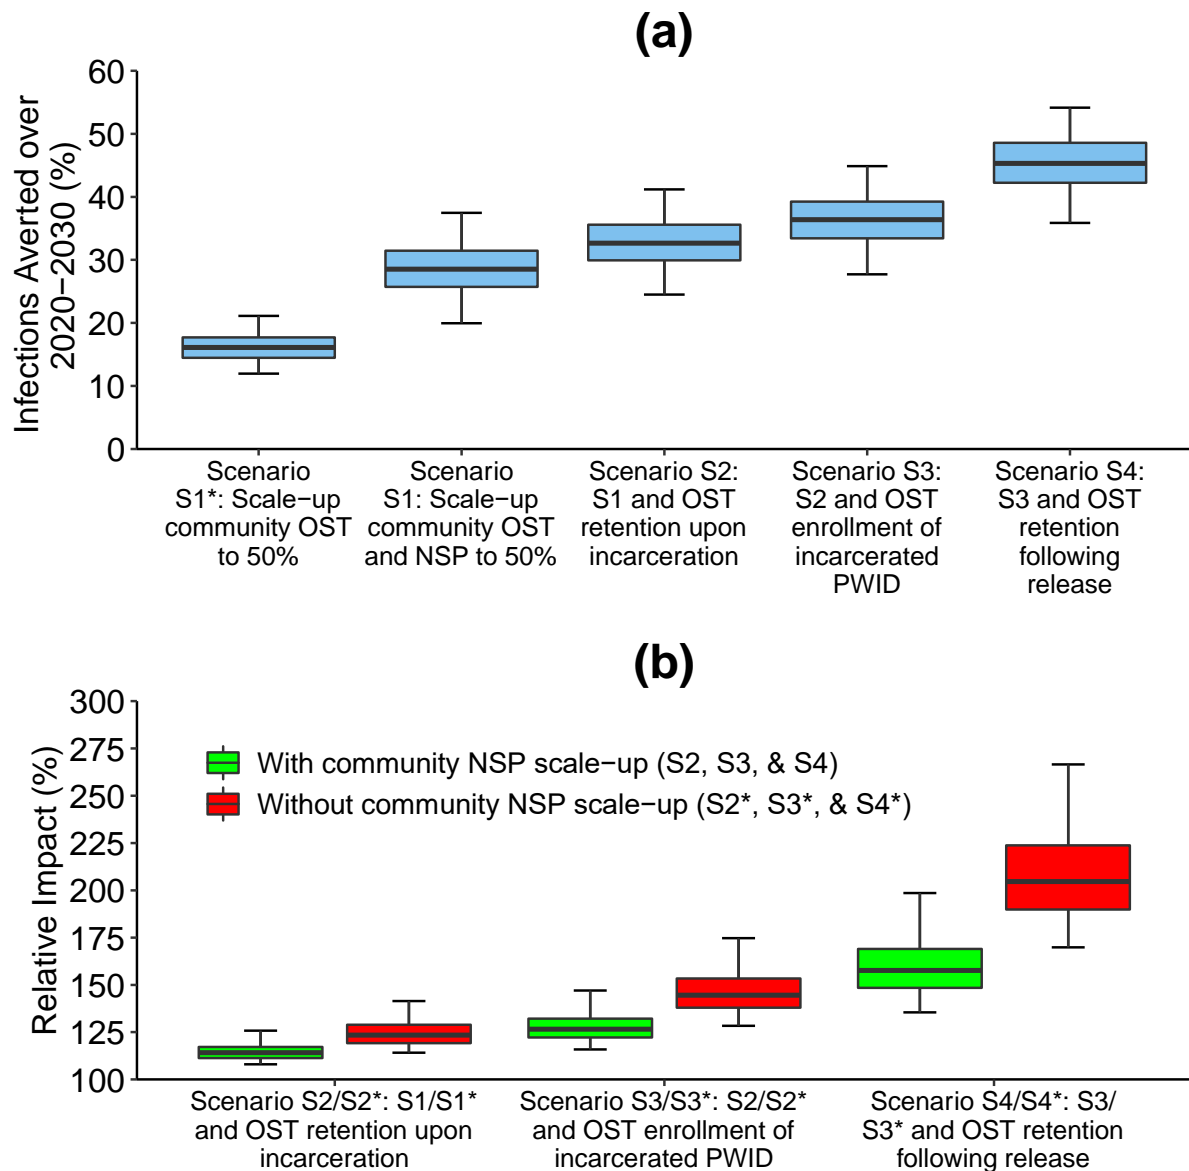 (a)
Infections Averted over
2020−2030 (%)
60
50
40
30
20
10
0
Scenario
S1*: Scale−up
community OST
to 50%
Scenario
S1: Scale−up
community OST
and NSP to 50%
Scenario S2:
S1 and OST
retention upon
incarceration
Scenario S3:
S2 and OST
enrollment of
incarcerated
PWID
Scenario S4:
S3 and OST
retention
following
release
(b)
Relative Impact (%)
300
275
250
225
200
175
150
125
100
With community NSP scale−up (S2, S3, & S4)
Without community NSP scale−up (S2*, S3*, & S4*)
Scenario S2/S2*: S1/S1*
and OST retention upon
incarceration
Scenario S3/S3*: S2/S2*
and OST enrollment of
incarcerated PWID
Scenario S4/S4*: S3/
S3* and OST retention
following release